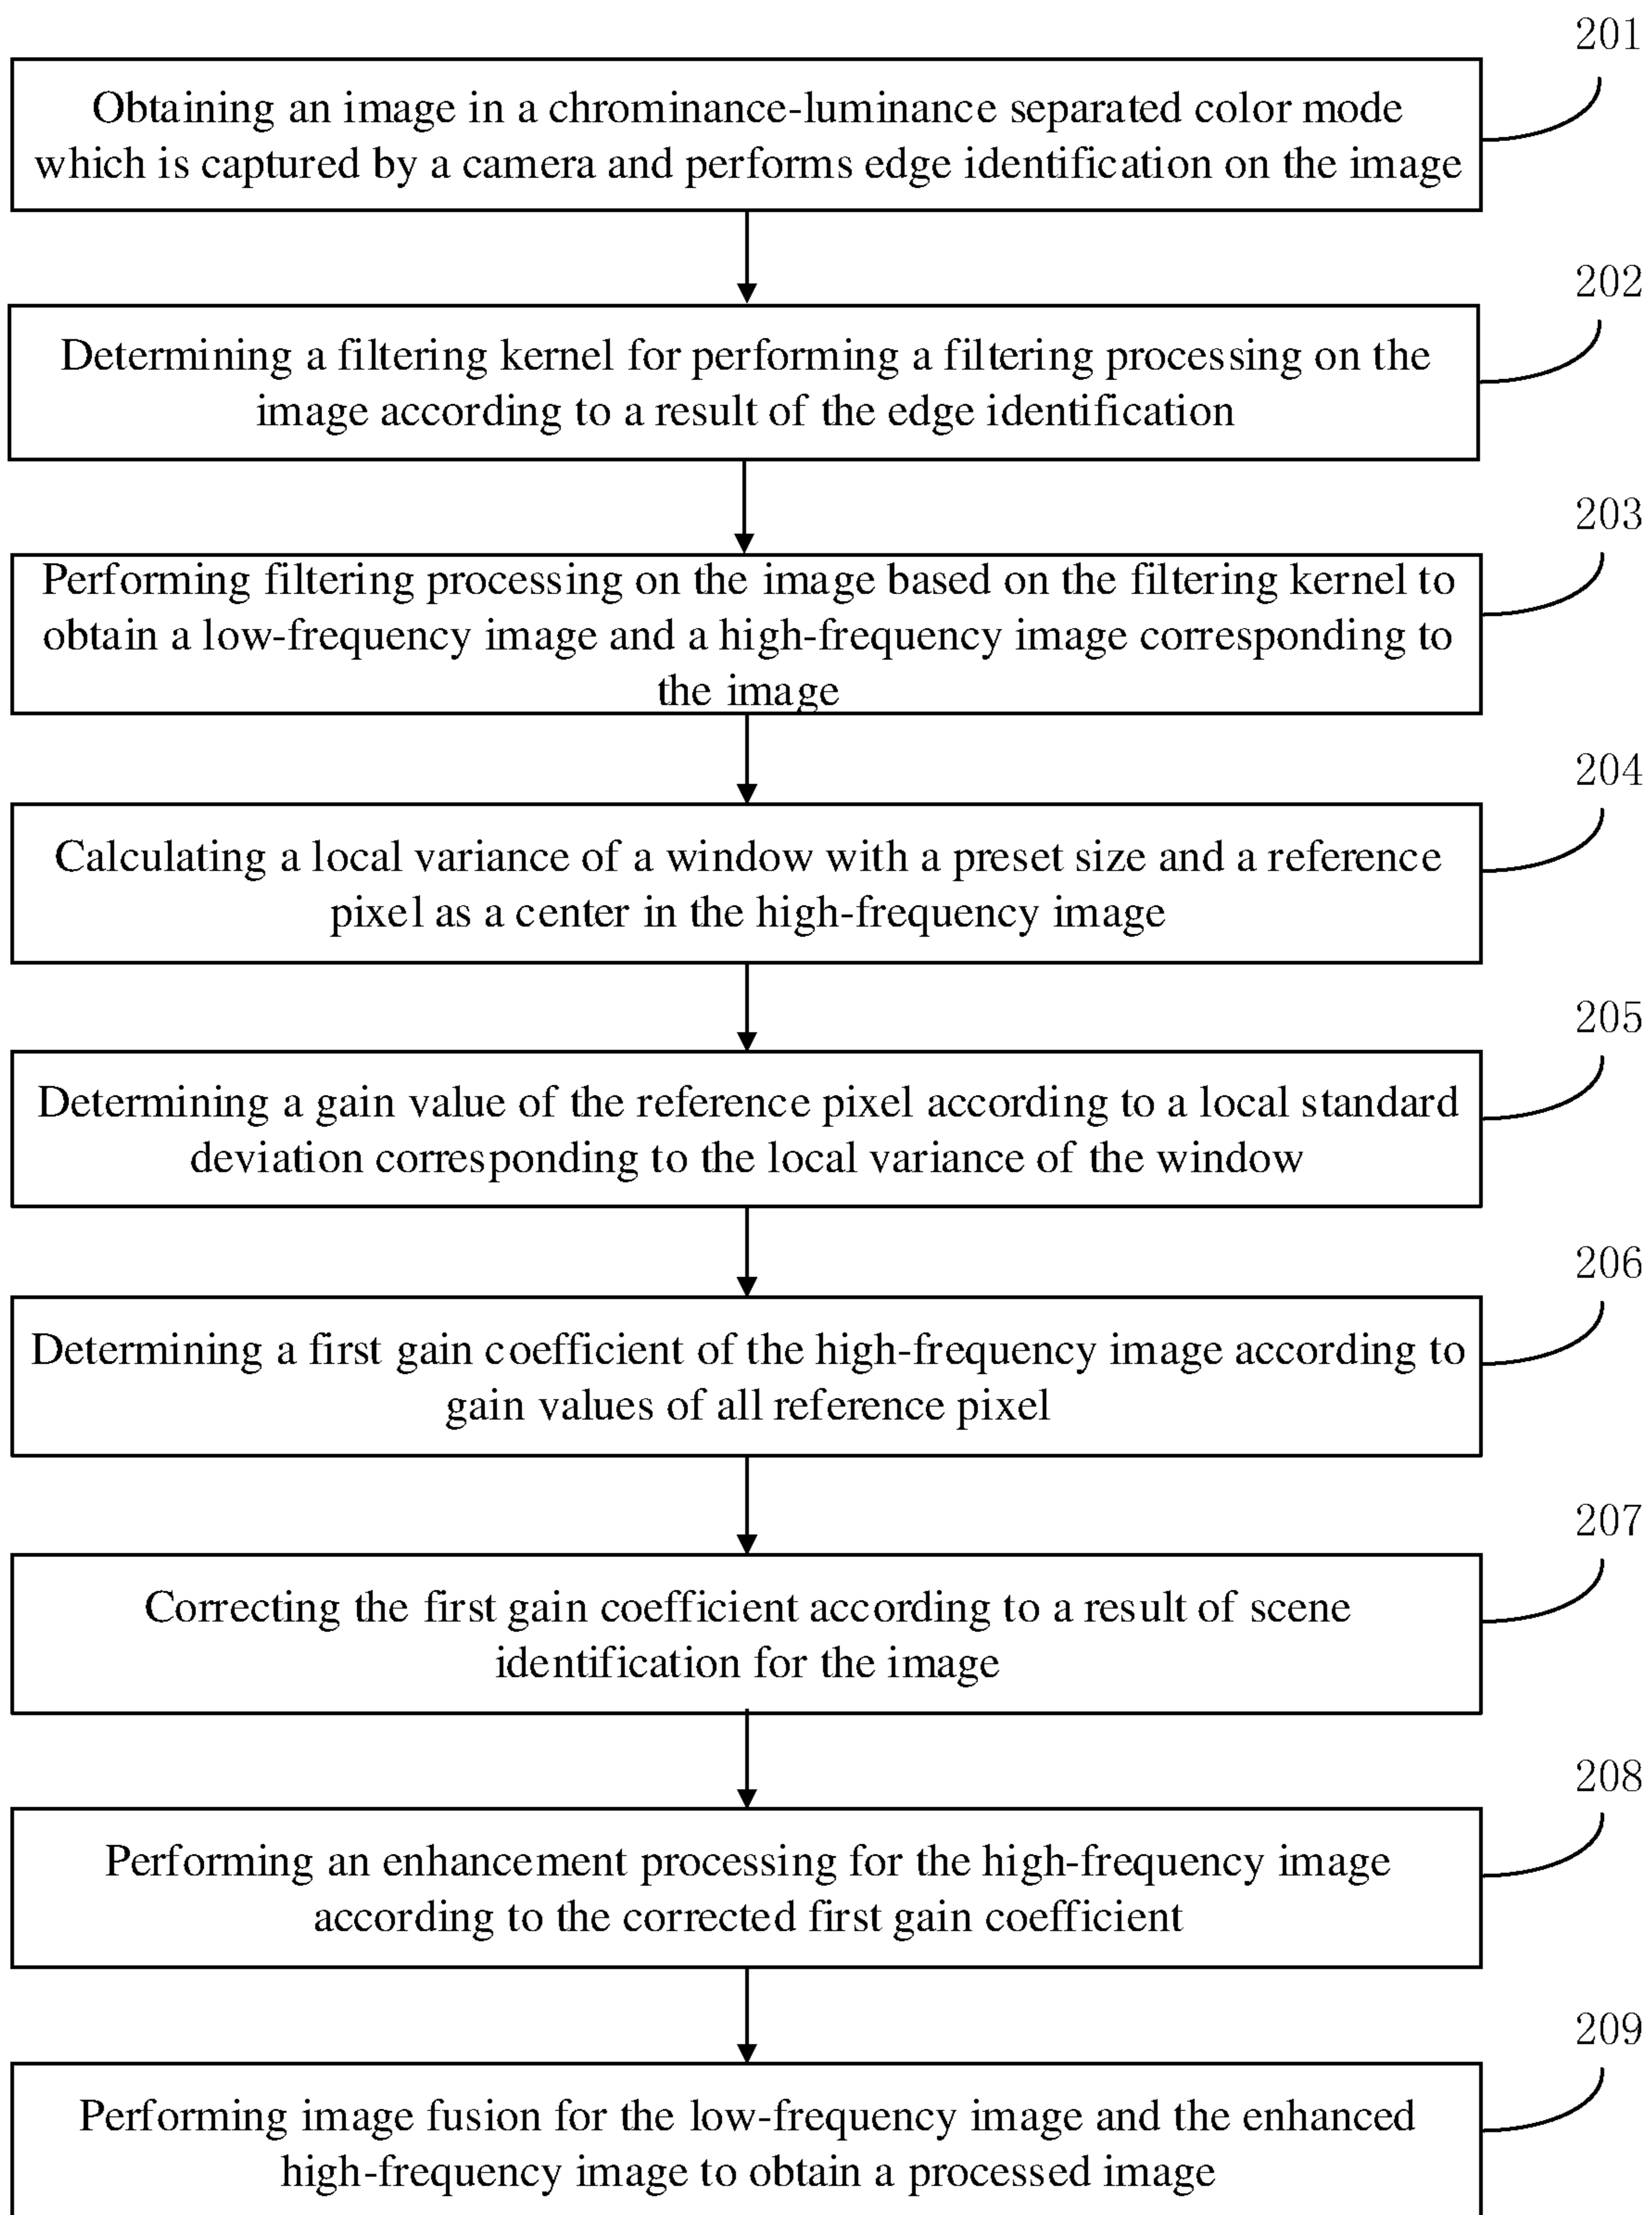 201
Obtaining an image in a chrominance-luminance separated color mode
which is captured by a camera and performs edge identification on the image
202
Determining a filtering kernel for performing a filtering processing on the
image according to a result of the edge identification
203
Performing filtering processing on the image based on the filtering kernel to
obtain a low-frequency image and a high-frequency image corresponding to
the image
204
Calculating a local variance of a window with a preset size and a reference
pixel as a center in the high-frequency image
205
Determining a gain value of the reference pixel according to a local standard
deviation corresponding to the local variance of the window
206
Determining a first gain coefficient of the high-frequency image according to
gain values of all reference pixel
207
Correcting the first gain coefficient according to a result of scene
identification for the image
208
Performing an enhancement processing for the high-frequency image
according to the corrected first gain coefficient
209
Performing image fusion for the low-frequency image and the enhanced
high-frequency image to obtain a processed image